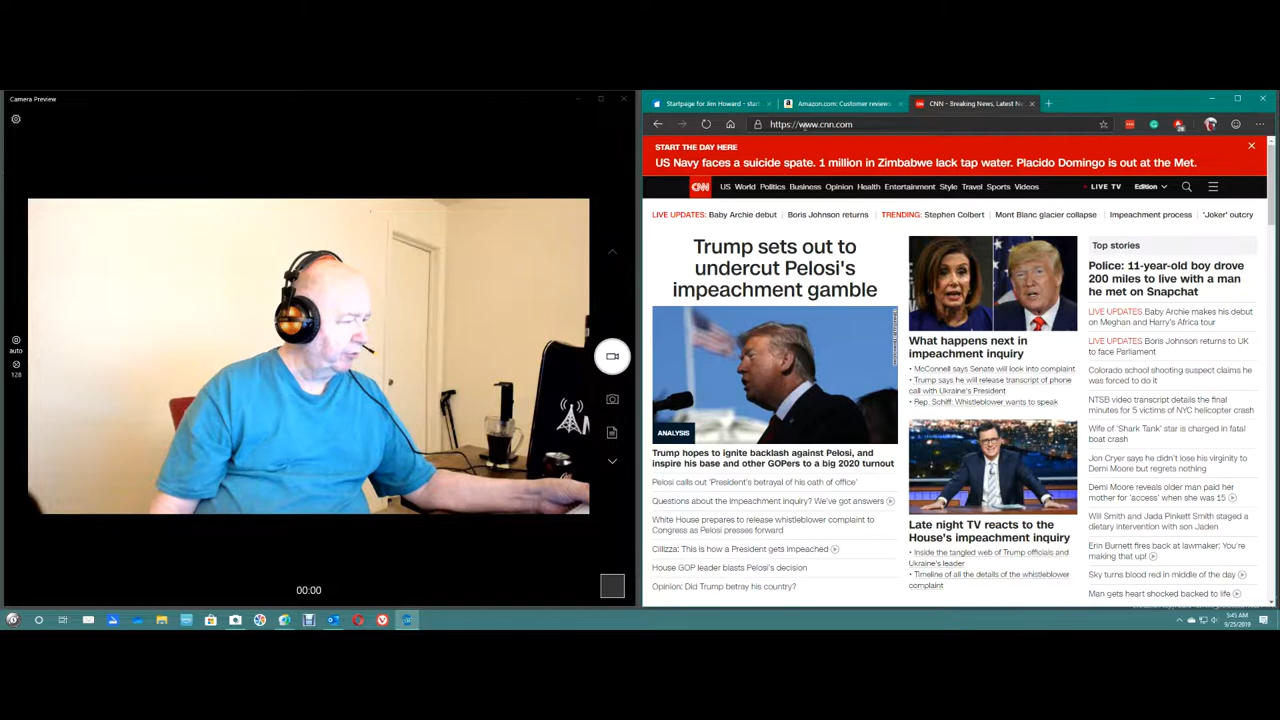 Camera Preview
auto
128
00:00
Startpage for Jim Howard - star
Amazon.com: Customer reviews
CNN - Breaking News, Latest Ne
https://www.cnn.com
28
START THE DAY HERE
US Navy faces a suicide spate. 1 million in Zimbabwe lack tap water. Placido Domingo is out at the Met.
CNN US World Politics Business Opinion Health Entertainment Style Travel Sports Videos LIVE TV Edition
LIVE UPDATES: Baby Archie debut Boris Johnson returns TRENDING: Stephen Colbert Mont Blanc glacier collapse Impeachment process 'Joker' outcry
Trump sets out to
undercut Pelosi's
impeachment gamble
ANALYSIS
Trump hopes to ignite backlash against Pelosi, and
inspire his base and other GOPers to a big 2020 turnout
Pelosi calls out 'President's betrayal of his oath of office'
Questions about the impeachment inquiry? We've got answers
White House prepares to release whistleblower complaint to
Congress as Pelosi presses forward
Cillizza: This is how a President gets impeached
House GOP leader blasts Pelosi's decision
Opinion: Did Trump betray his country?
What happens next in
impeachment inquiry
• McConnell says Senate will look into complaint
• Trump says he will release transcript of phone
call with Ukraine's President
• Rep. Schiff: Whistleblower wants to speak
Late night TV reacts to the
House's impeachment inquiry
• Inside the tangled web of Trump officials and
Ukraine's leader
• Timeline of all the details of the whistleblower
complaint
Top stories
Police: 11-year-old boy drove
200 miles to live with a man
he met on Snapchat
LIVE UPDATES Baby Archie makes his debut
on Meghan and Harry's Africa tour
LIVE UPDATES Boris Johnson returns to UK
to face Parliament
Colorado school shooting suspect claims he
was forced to do it
NTSB video transcript details the final
minutes for 5 victims of NYC helicopter crash
Wife of 'Shark Tank' star is charged in fatal
boat crash
Jon Cryer says he didn't lose his virginity to
Demi Moore but regrets nothing
Demi Moore reveals older man paid her
mother for 'access' when she was 15
Will Smith and Jada Pinkett Smith staged a
dietary intervention with son Jaden
Erin Burnett fires back at lawmaker: You're
making that up!
Sky turns blood red in middle of the day
Man gets heart shocked back to life
5:45 AM
9/25/2019